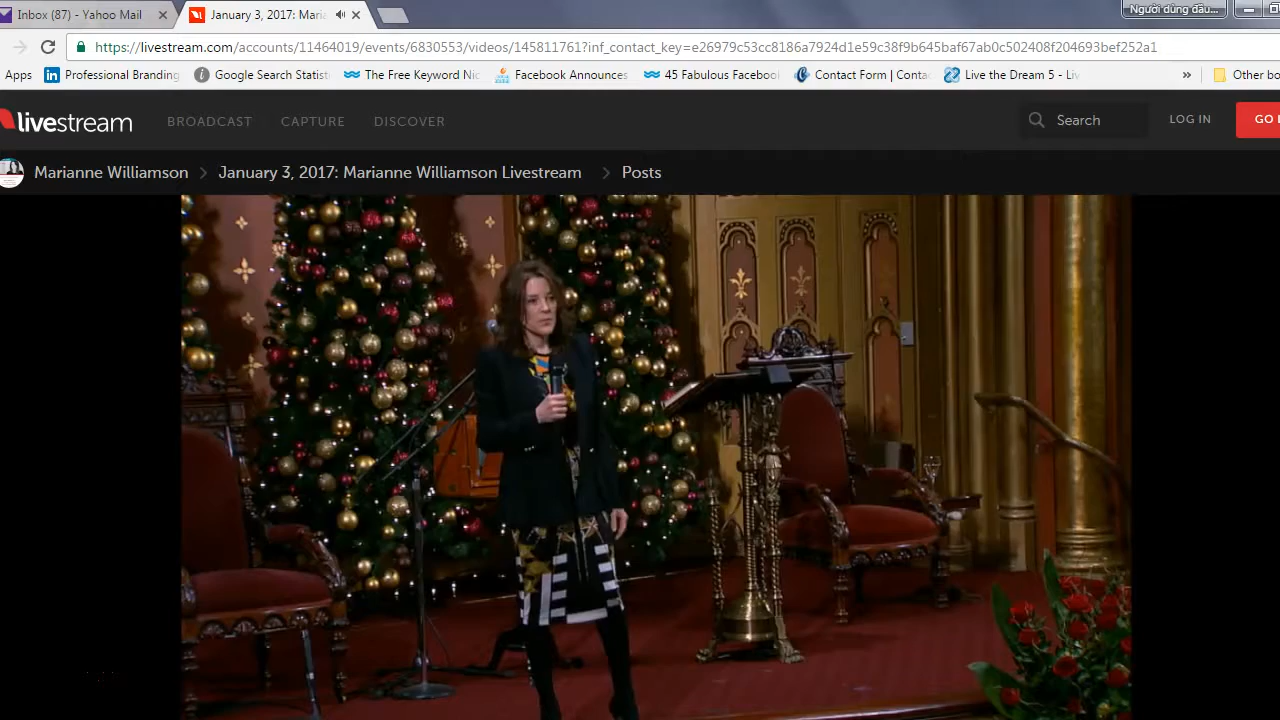 Inbox (87) - Yahoo Mail
January 3, 2017: Maria
Người dùng đầu...
https://livestream.com/accounts/11464019/events/6830553/videos/145811761?inf_contact_key=e26979c53cc8186a7924d1e59c38f9b645baf67ab0c502408f204693bef252a1
Apps Professional Branding Google Search Statist The Free Keyword Nic Facebook Announces 45 Fabulous Facebool Contact Form | Conta Live the Dream 5 - Liv » Other bo
livestream BROADCAST CAPTURE DISCOVER Search LOG IN GO
Marianne Williamson January 3, 2017: Marianne Williamson Livestream Posts